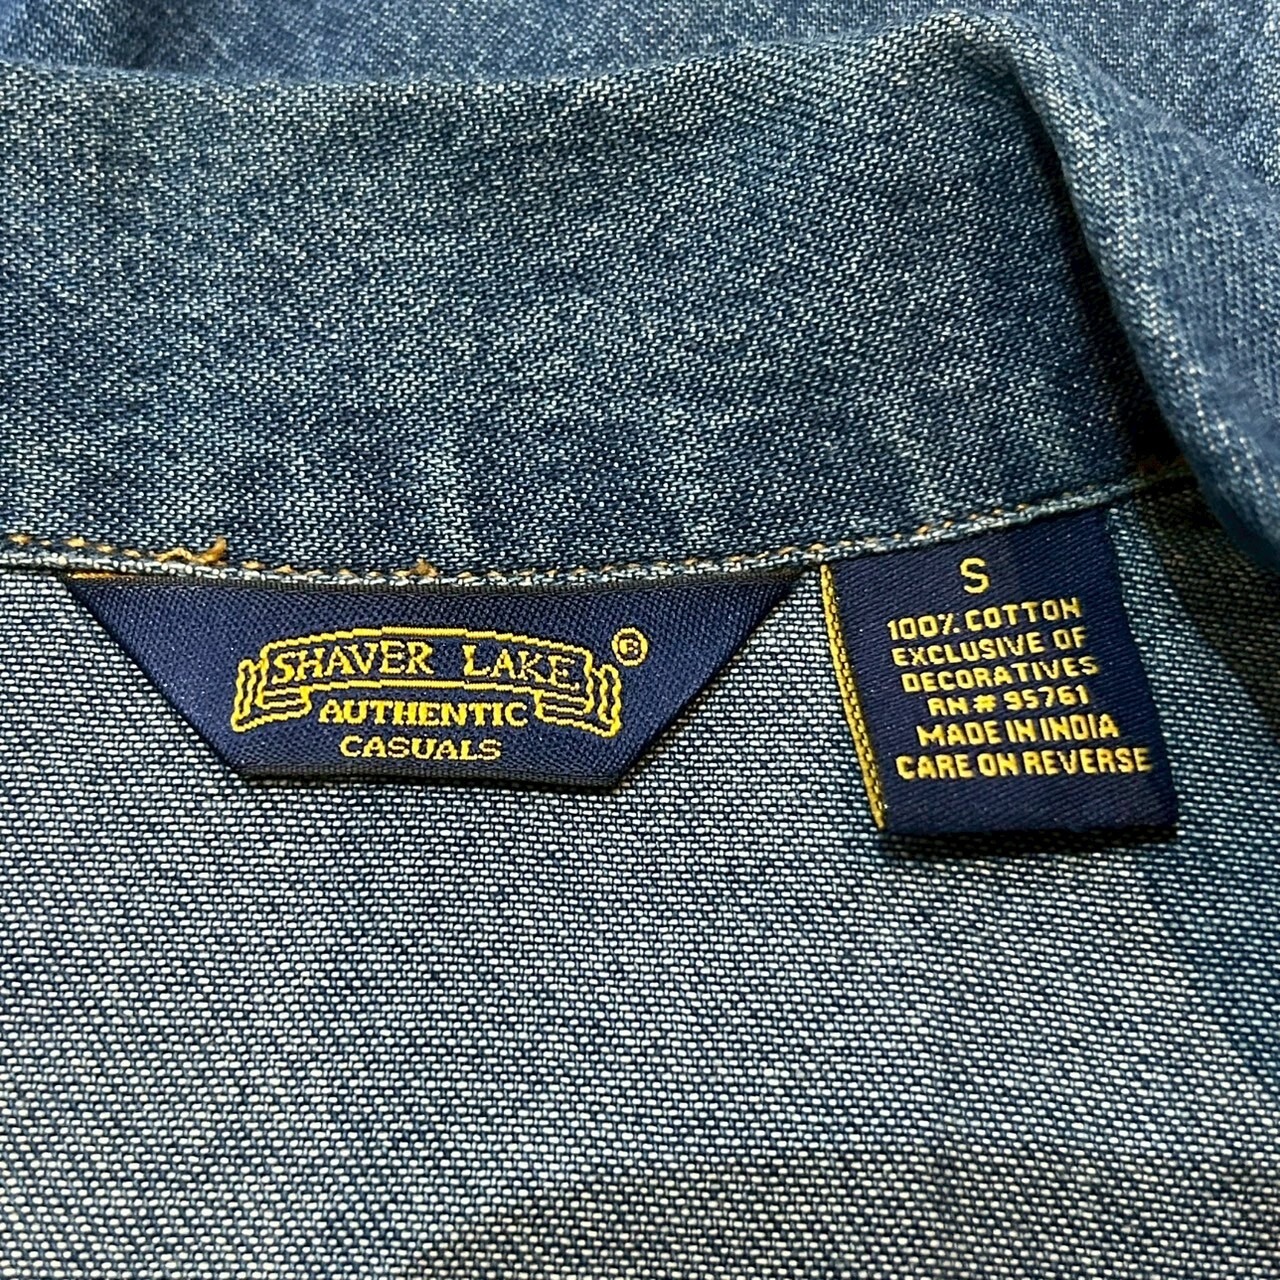 SHAVER LAKE ®
AUTHENTIC
CASUALS
S
100% COTTON
EXCLUSIVE OF
DECORATIVES
RN # 95761
MADE IN INDIA
CARE ON REVERSE